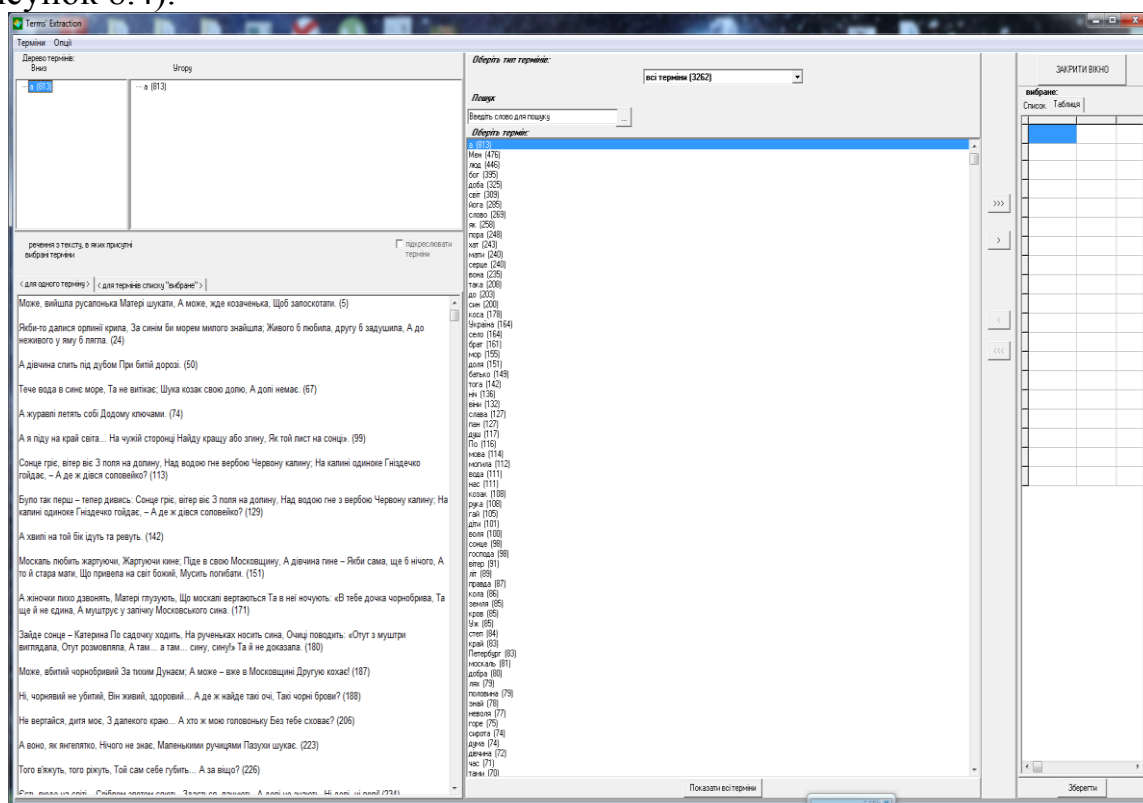 Terms' Extraction
Терміни Опції
Дерево термінів:
Вниз Угору
а (813)
а (813)
речення з тексту, в яких присутні
вибрані терміни
підкреслювати
терміни
< для одного терміну > < для термінів списку "вибране" >
Може, вийшла русалонька Матері шукати, А може, жде козаченька, Щоб залоскотати. (5)
Якби-то далися орлинії крила, За синім би морем милого знайшла; Живого б любила, другу б задушила, А до
неживого у яму б лягла. (24)
А дівчина спить під дубом При битій дорозі. (50)
Тече вода в синє море, Та не витікає; Шука козак свою долю, А долі немає. (67)
А журавлі летять собі Додому ключами. (74)
А я піду на край світа... На чужій сторонці Найду кращу або згину, Як той лист на сонці». (99)
Сонце гріє, вітер віє З поля на долину, Над водою гне вербою Червону калину; На калині одиноке Гніздечко
гойдає, – А де ж дівся соловейко? (113)
Було так перш – тепер дивись: Сонце гріє, вітер віє З поля на долину, Над водою гне з вербою Червону калину; На
калині одиноке Гніздечко гойдає, – А де ж дівся соловейко? (129)
А хвилі на той бік ідуть та ревуть. (142)
Москаль любить жартуючи, Жартуючи кине; Піде в свою Московщину, А дівчина гине – Якби сама, ще б нічого, А
то й стара мати, Що привела на світ божий, Мусить погибати. (151)
А жіночки лихо дзвонять, Матері глузують, Що москалі вертаються Та в неї ночують: «В тебе дочка чорнобрива, Та
ще й не єдина, А муштрує у запічку Московського сина. (171)
Зайде сонце – Катерина По садочку ходить, На рученьках носить сина, Очиці поводить: «Отут з муштри
виглядала, Отут розмовляла, А там... а там... сину, сину!» Та й не доказала. (180)
Може, вбитий чорнобривий За тихим Дунаєм; А може – вже в Московщині Другую кохає! (187)
Ні, чорнявий не убитий, Він живий, здоровий... А де ж найде такі очі, Такі чорні брови? (188)
Не вертайся, дитя моє, З далекого краю... А хто ж мою головоньку Без тебе сховає? (206)
А воно, як янгелятко, Нічого не знає, Маленькими ручицями Пазухи шукає. (223)
Того в'яжуть, того ріжуть, Той сам себе губить... А за віщо? (226)
Оберіть тип термінів:
всі терміни (3262)
Пошук
Введіть слово для пошуку
...
Оберіть термін:
а (813)
Мен (476)
люд (446)
бог (395)
доба (325)
світ (309)
йога (285)
слово (269)
як (258)
пора (248)
хат (243)
мати (240)
серце (240)
вона (235)
така (208)
до (203)
син (200)
коса (178)
Україна (164)
село (164)
брат (161)
мор (155)
доля (151)
батько (149)
тога (142)
ніч (136)
віни (132)
слава (127)
пан (127)
душ (117)
По (116)
мова (114)
могила (112)
вода (111)
нас (111)
козак (108)
рука (108)
гай (105)
діти (101)
воля (100)
сонце (98)
господа (98)
вітер (91)
літ (89)
правда (87)
кола (86)
земля (85)
кров (85)
Уж (85)
степ (84)
край (83)
Петербург (83)
москаль (81)
добра (80)
лях (79)
половина (79)
знай (78)
неволя (77)
горе (75)
сирота (74)
дума (74)
дівчина (72)
час (71)
тами (70)
Показати всі терміни
>>>
>
<
<<<
ЗАКРИТИ ВІКНО
вибране:
Список Таблиця
Зберегти